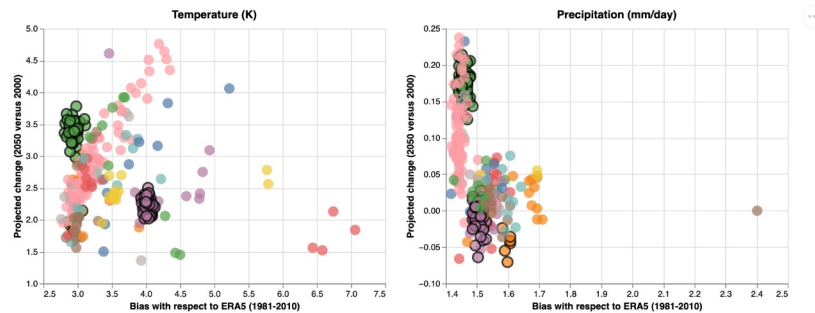 Temperature (K)
Projected change (2050 versus 2000)
5.0
4.5
4.0
3.5
3.0
2.5
2.0
1.5
1.0
2.5 3.0 3.5 4.0 4.5 5.0 5.5 6.0 6.5 7.0 7.5
Bias with respect to ERA5 (1981-2010)
Precipitation (mm/day)
Projected change (2050 versus 2000)
0.25
0.20
0.15
0.10
0.05
0.00
−0.05
−0.10
1.4 1.5 1.6 1.7 1.8 1.9 2.0 2.1 2.2 2.3 2.4 2.5
Bias with respect to ERA5 (1981-2010)